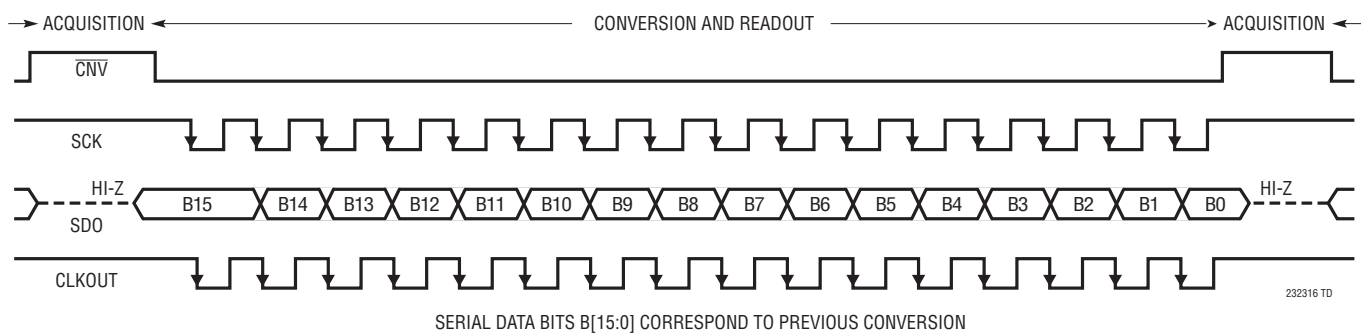 ACQUISITION CONVERSION AND READOUT ACQUISITION
CNV
SCK
HI-Z B15 B14 B13 B12 B11 B10 B9 B8 B7 B6 B5 B4 B3 B2 B1 B0 HI-Z
SDO
CLKOUT
232316 TD
SERIAL DATA BITS B[15:0] CORRESPOND TO PREVIOUS CONVERSION